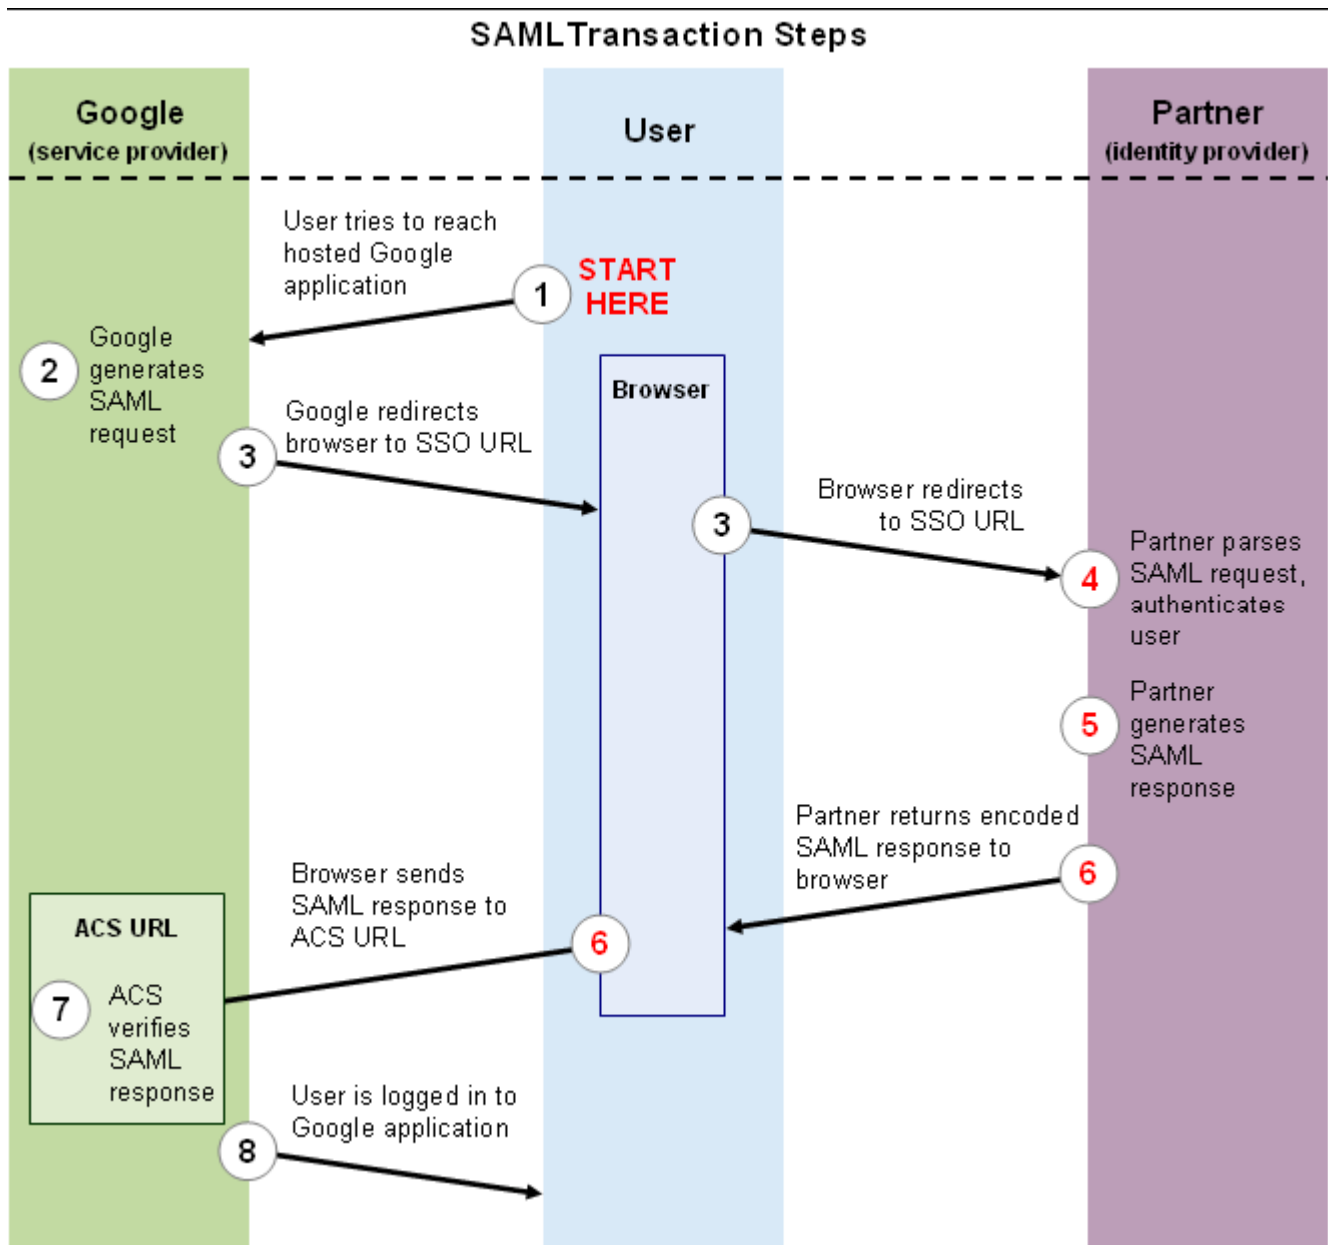 SAML Transaction Steps
Google
(service provider)
User
Partner
(identity provider)
User tries to reach
hosted Google
application
1
START
HERE
2
Google
generates
SAML
request
3
Google redirects
browser to SSO URL
Browser
3
Browser redirects
to SSO URL
4
Partner parses
SAML request,
authenticates
user
5
Partner
generates
SAML
response
6
Partner returns encoded
SAML response to
browser
6
Browser sends
SAML response to
ACS URL
ACS URL
7
ACS
verifies
SAML
response
8
User is logged in to
Google application